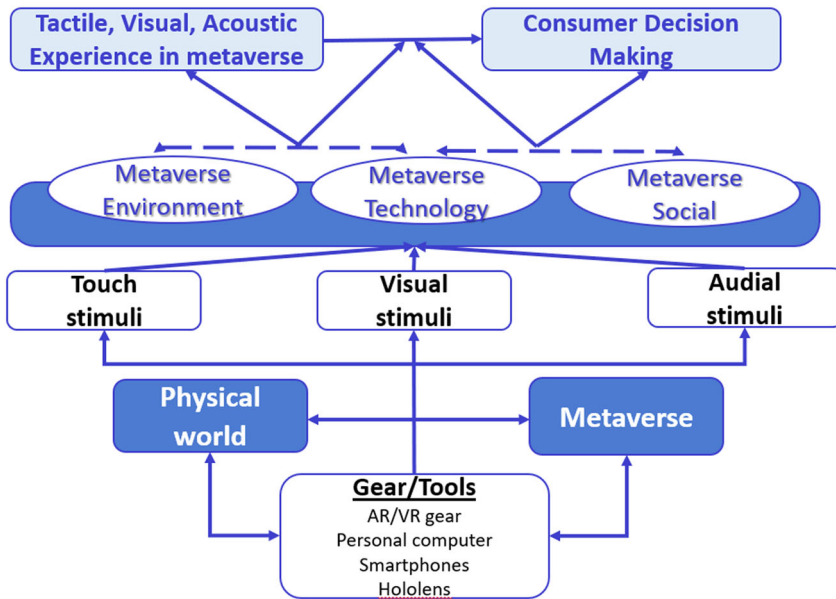 Tactile, Visual, Acoustic
Experience in metaverse
Consumer Decision
Making
Metaverse
Environment
Metaverse
Technology
Metaverse
Social
Touch
stimuli
Visual
stimuli
Audial
stimuli
Physical
world
Metaverse
Gear/Tools
AR/VR gear
Personal computer
Smartphones
Hololens